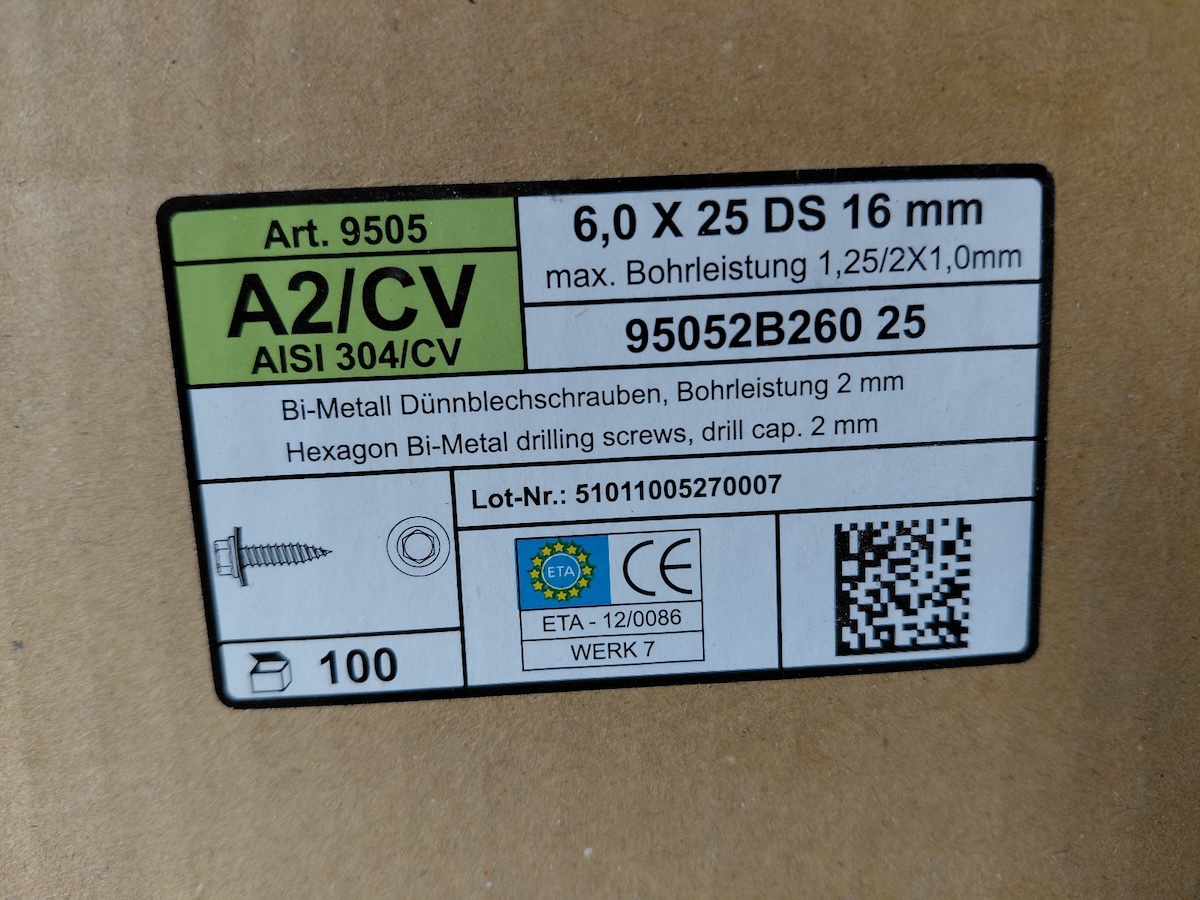 Art. 9505
A2/CV
AISI 304/CV
6,0 X 25 DS 16 mm
max. Bohrleistung 1,25/2X1,0mm
95052B260 25
Bi-Metall Dünnblechschrauben, Bohrleistung 2 mm
Hexagon Bi-Metal drilling screws, drill cap. 2 mm
Lot-Nr.: 51011005270007
ETA
CE
ETA - 12/0086
WERK 7
100